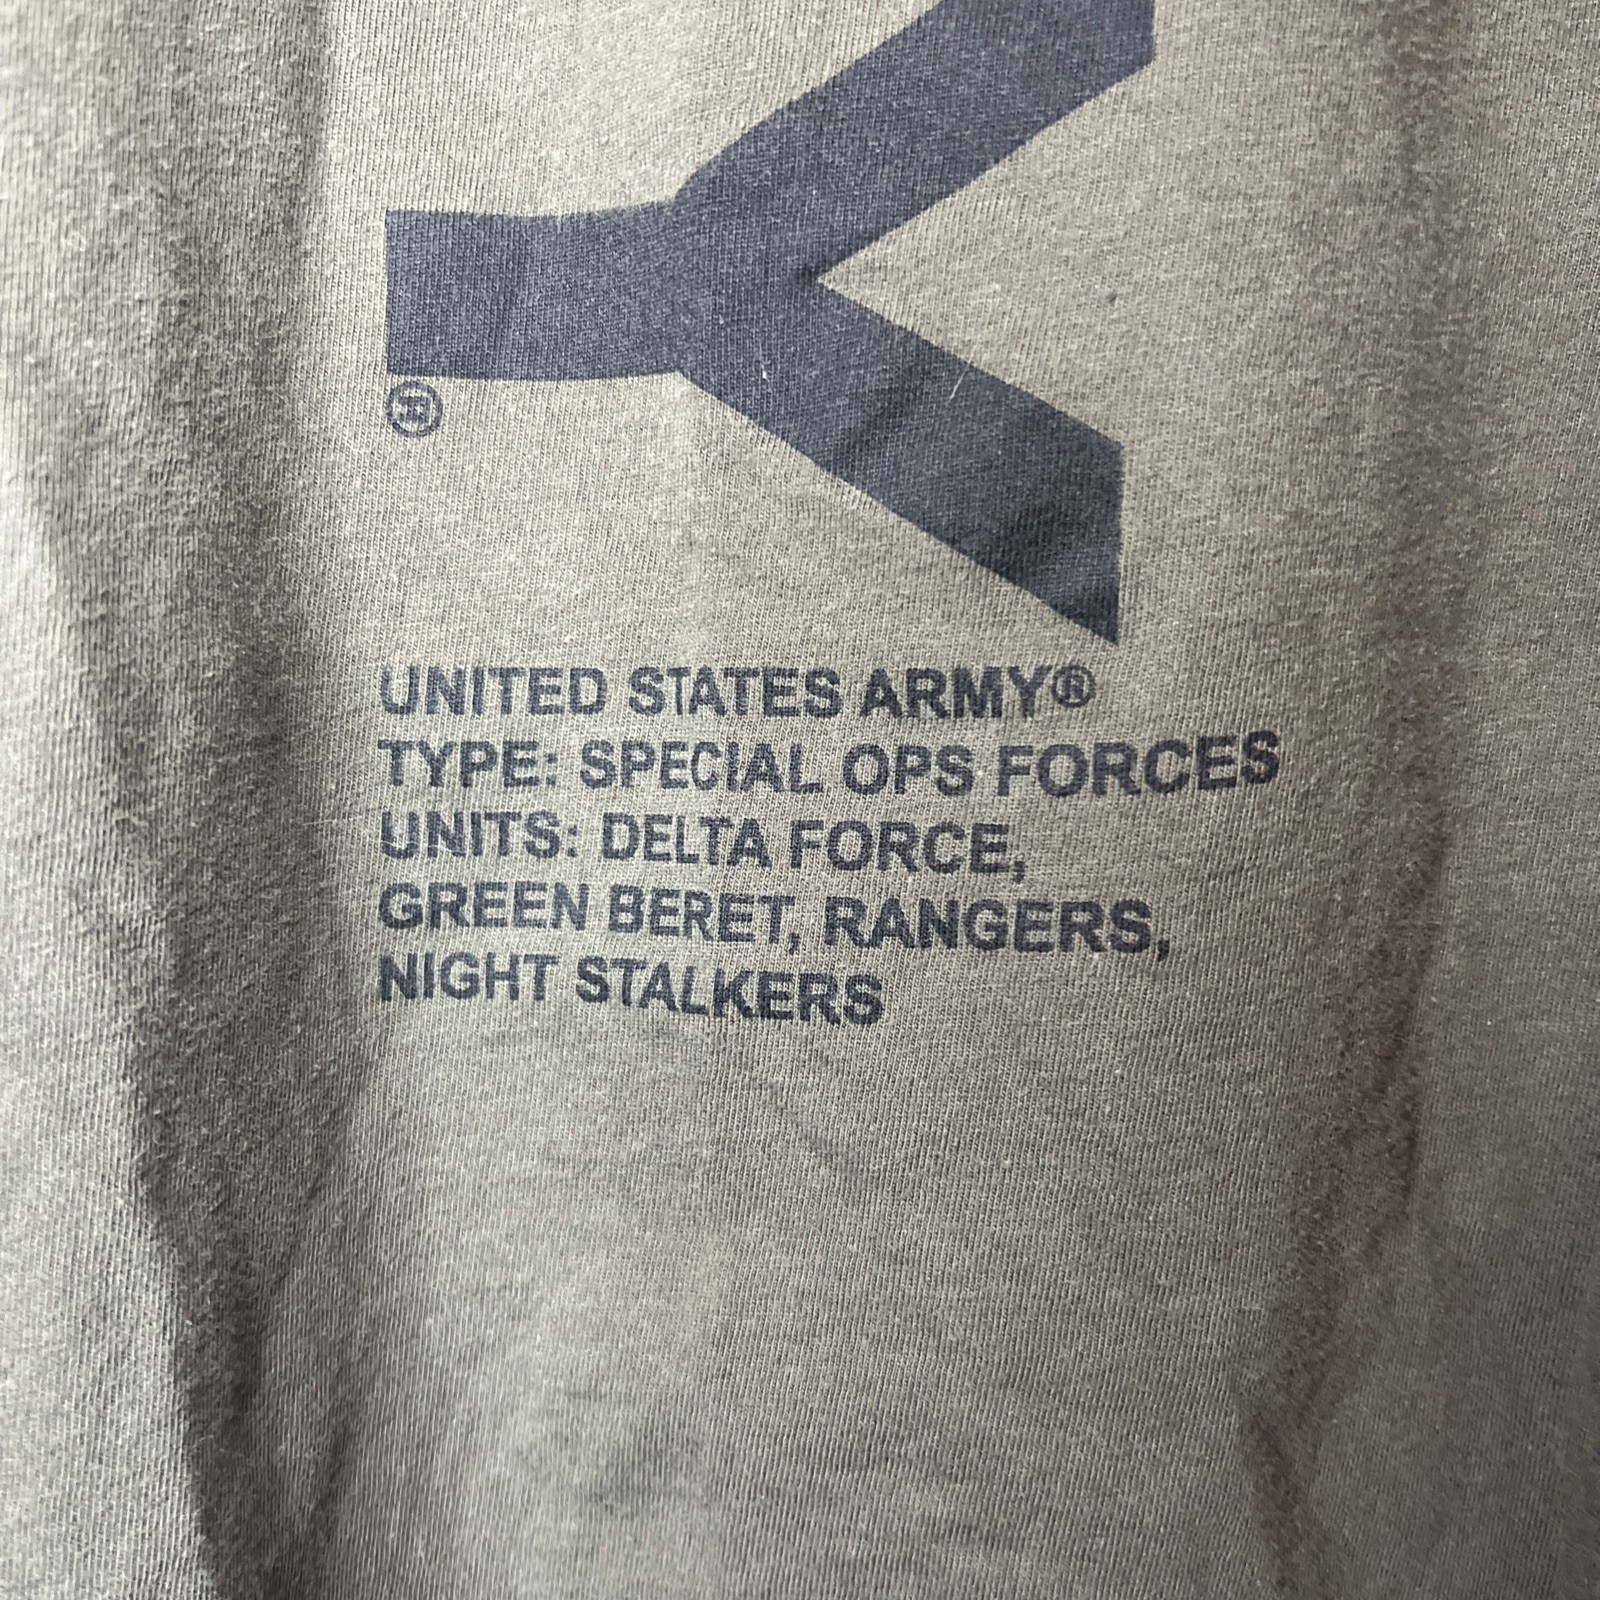 Y
®
UNITED STATES ARMY®
TYPE: SPECIAL OPS FORCES
UNITS: DELTA FORCE,
GREEN BERET, RANGERS,
NIGHT STALKERS